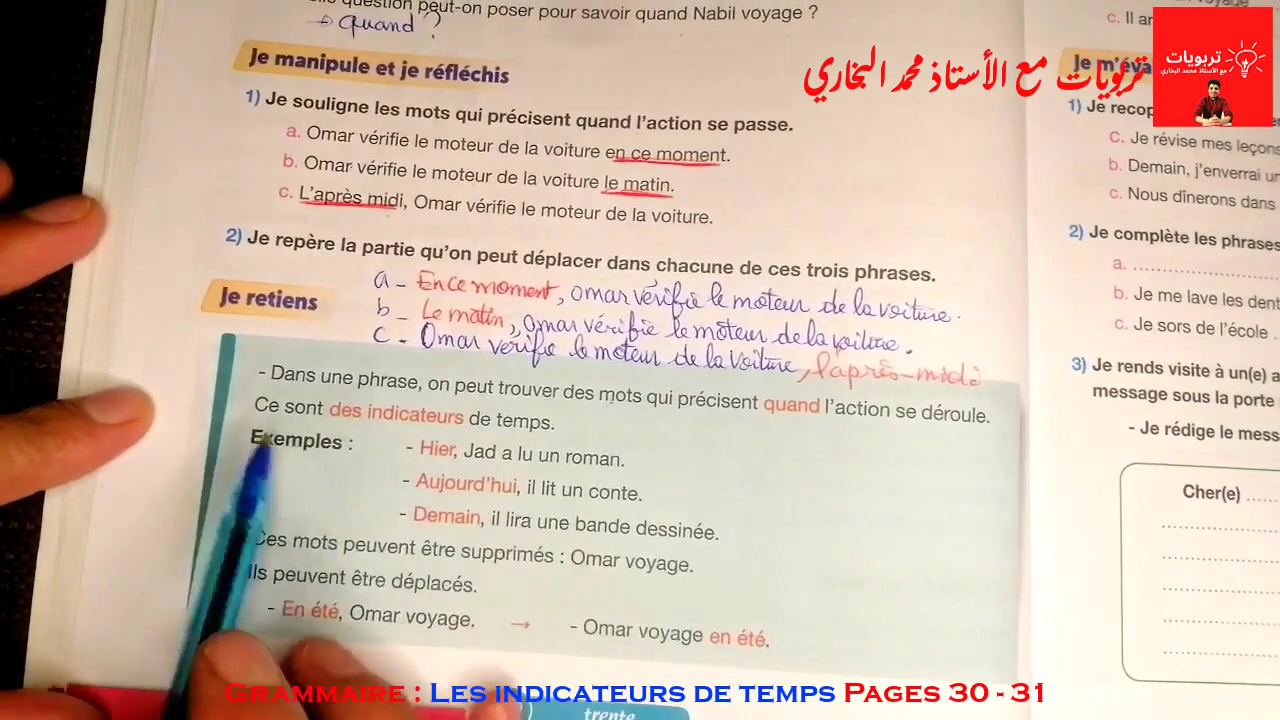 question peut-on poser pour savoir quand Nabil voyage ?
→ quand ?
Je manipule et je réfléchis
1) Je souligne les mots qui précisent quand l'action se passe.
a. Omar vérifie le moteur de la voiture en ce moment.
b. Omar vérifie le moteur de la voiture le matin.
c. L'après midi, Omar vérifie le moteur de la voiture.
2) Je repère la partie qu'on peut déplacer dans chacune de ces trois phrases.
a - En ce moment, omar vérifie le moteur de la voiture.
b - Le matin, omar vérifie le moteur de la voiture.
c - Omar vérifie le moteur de la voiture, l'après-midi
Je retiens
- Dans une phrase, on peut trouver des mots qui précisent quand l'action se déroule.
Ce sont des indicateurs de temps.
Exemples :
- Hier, Jad a lu un roman.
- Aujourd'hui, il lit un conte.
- Demain, il lira une bande dessinée.
Ces mots peuvent être supprimés : Omar voyage.
Ils peuvent être déplacés.
- En été, Omar voyage. → - Omar voyage en été.
trente
c. Il
Je m'éva
1) Je recop
c. Je révise mes leçons
b. Demain, j'enverrai un
c. Nous dînerons dans
2) Je complète les phrases
a. ....................
b. Je me lave les dent
c. Je sors de l'école .
3) Je rends visite à un(e) a
message sous la porte
- Je rédige le mess
Cher(e) .....
تربويات مع الأستاذ محمد البخاري
تربويات
مع الأستاذ محمد البخاري
Grammaire : Les indicateurs de temps Pages 30 - 31